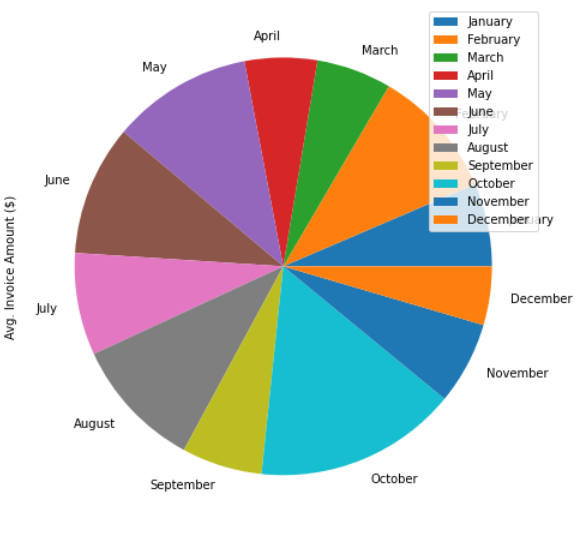 April
March
May
June
July
August
September
October
November
December
Avg. Invoice Amount ($)
January
February
March
April
May
June
July
August
September
October
November
December
February